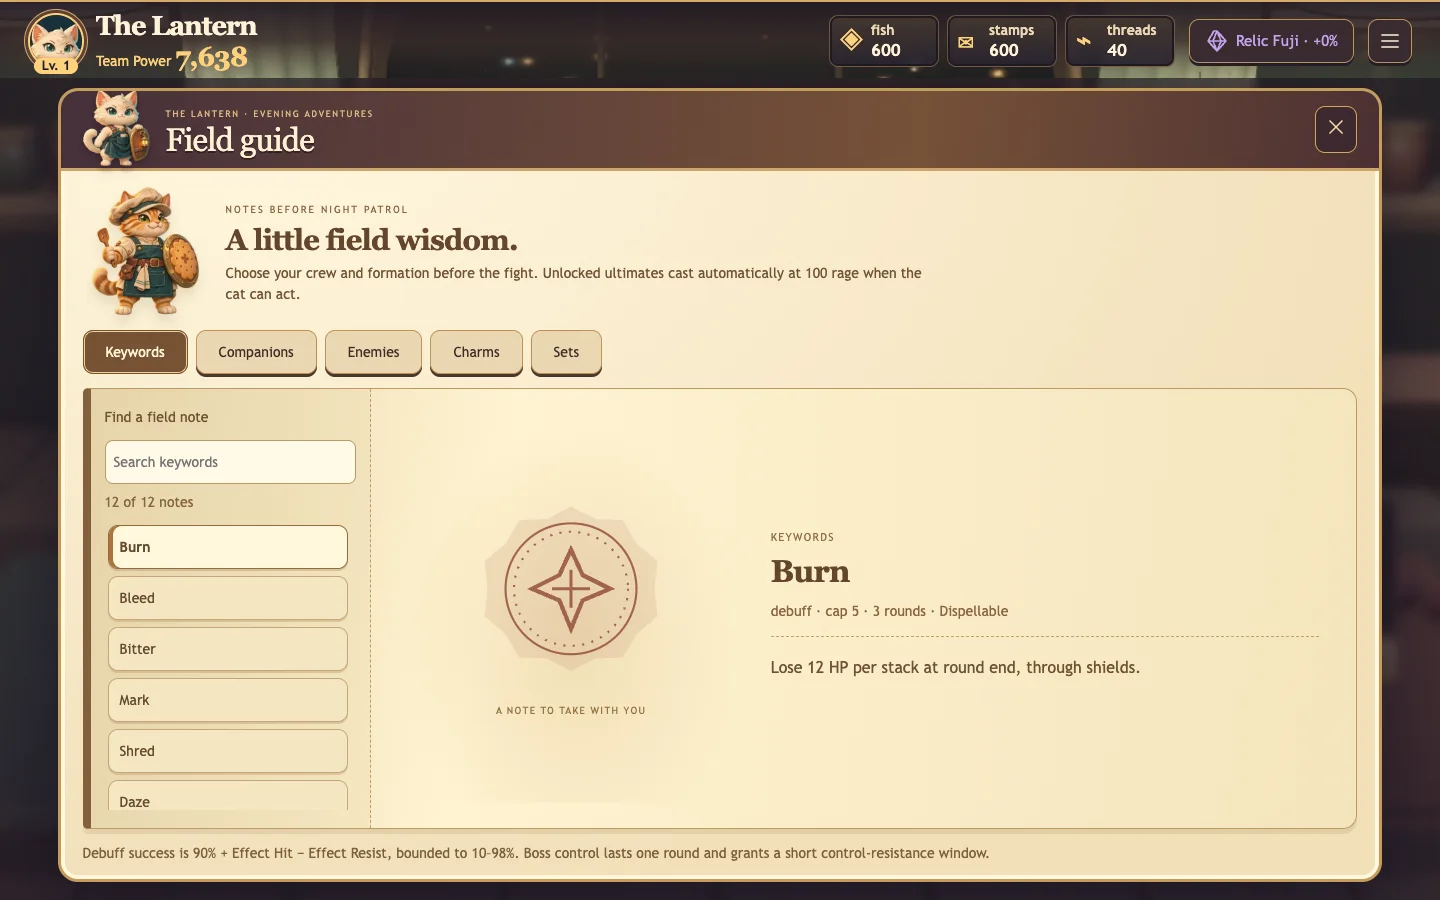 The Lantern
Team Power 7,638
Lv. 1
fish
600
stamps
600
threads
40
Relic Fuji · +0%
THE LANTERN · EVENING ADVENTURES
Field guide
NOTES BEFORE NIGHT PATROL
A little field wisdom.
Choose your crew and formation before the fight. Unlocked ultimates cast automatically at 100 rage when the
cat can act.
Keywords
Companions
Enemies
Charms
Sets
Find a field note
Search keywords
12 of 12 notes
Burn
Bleed
Bitter
Mark
Shred
Daze
A NOTE TO TAKE WITH YOU
KEYWORDS
Burn
debuff · cap 5 · 3 rounds · Dispellable
Lose 12 HP per stack at round end, through shields.
Debuff success is 90% + Effect Hit − Effect Resist, bounded to 10–98%. Boss control lasts one round and grants a short control-resistance window.